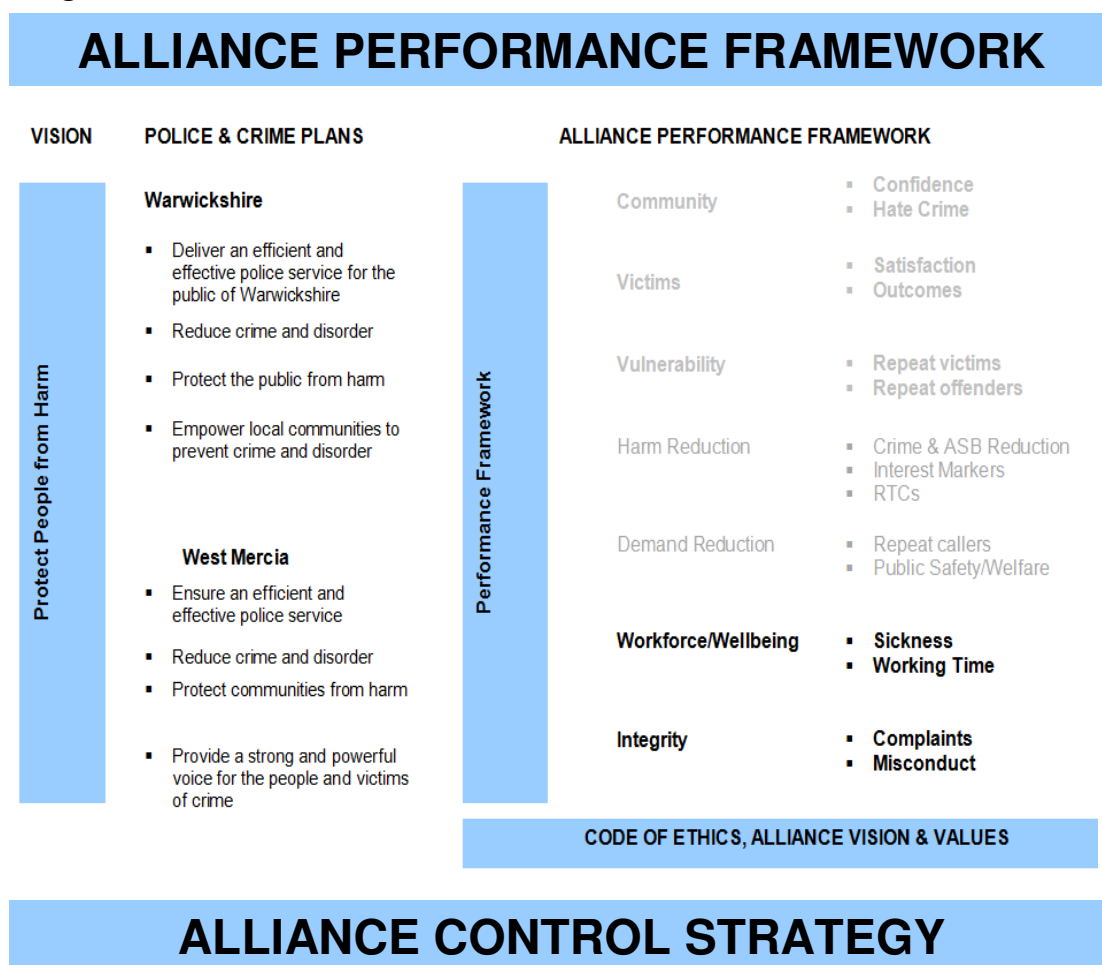 ALLIANCE PERFORMANCE FRAMEWORK
VISION
POLICE & CRIME PLANS
ALLIANCE PERFORMANCE FRAMEWORK
Protect People from Harm
Warwickshire
▪ Deliver an efficient and
effective police service for the
public of Warwickshire
▪ Reduce crime and disorder
▪ Protect the public from harm
▪ Empower local communities to
prevent crime and disorder
West Mercia
▪ Ensure an efficient and
effective police service
▪ Reduce crime and disorder
▪ Protect communities from harm
▪ Provide a strong and powerful
voice for the people and victims
of crime
Performance Framework
Community
▪ Confidence
▪ Hate Crime
Victims
▪ Satisfaction
▪ Outcomes
Vulnerability
▪ Repeat victims
▪ Repeat offenders
Harm Reduction
▪ Crime & ASB Reduction
▪ Interest Markers
▪ RTCs
Demand Reduction
▪ Repeat callers
▪ Public Safety/Welfare
Workforce/Wellbeing
▪ Sickness
▪ Working Time
Integrity
▪ Complaints
▪ Misconduct
CODE OF ETHICS, ALLIANCE VISION & VALUES
ALLIANCE CONTROL STRATEGY